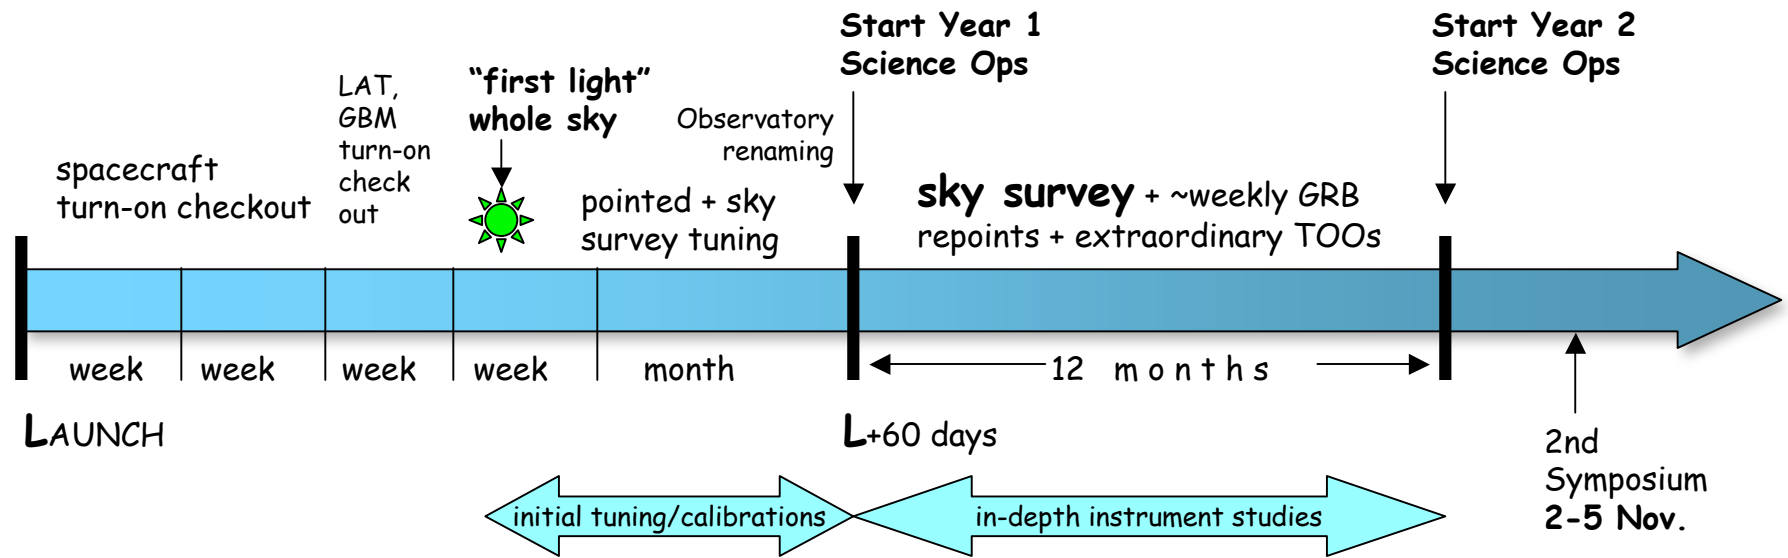 Start Year 1
Science Ops
Start Year 2
Science Ops
LAT,
GBM
turn-on
check
out
“first light”
whole sky
Observatory
renaming
spacecraft
turn-on checkout
pointed + sky
survey tuning
sky survey + ~weekly GRB
repoints + extraordinary TOOs
week
week
week
week
month
12 months
LAUNCH
L+60 days
2nd
Symposium
2-5 Nov.
initial tuning/calibrations
in-depth instrument studies